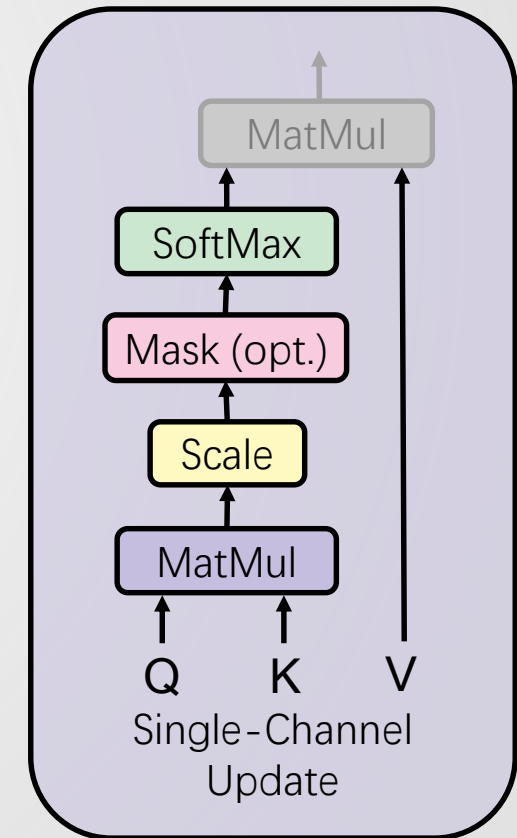 MatMul
SoftMax
Mask (opt.)
Scale
MatMul
Q K V
Single-Channel
Update